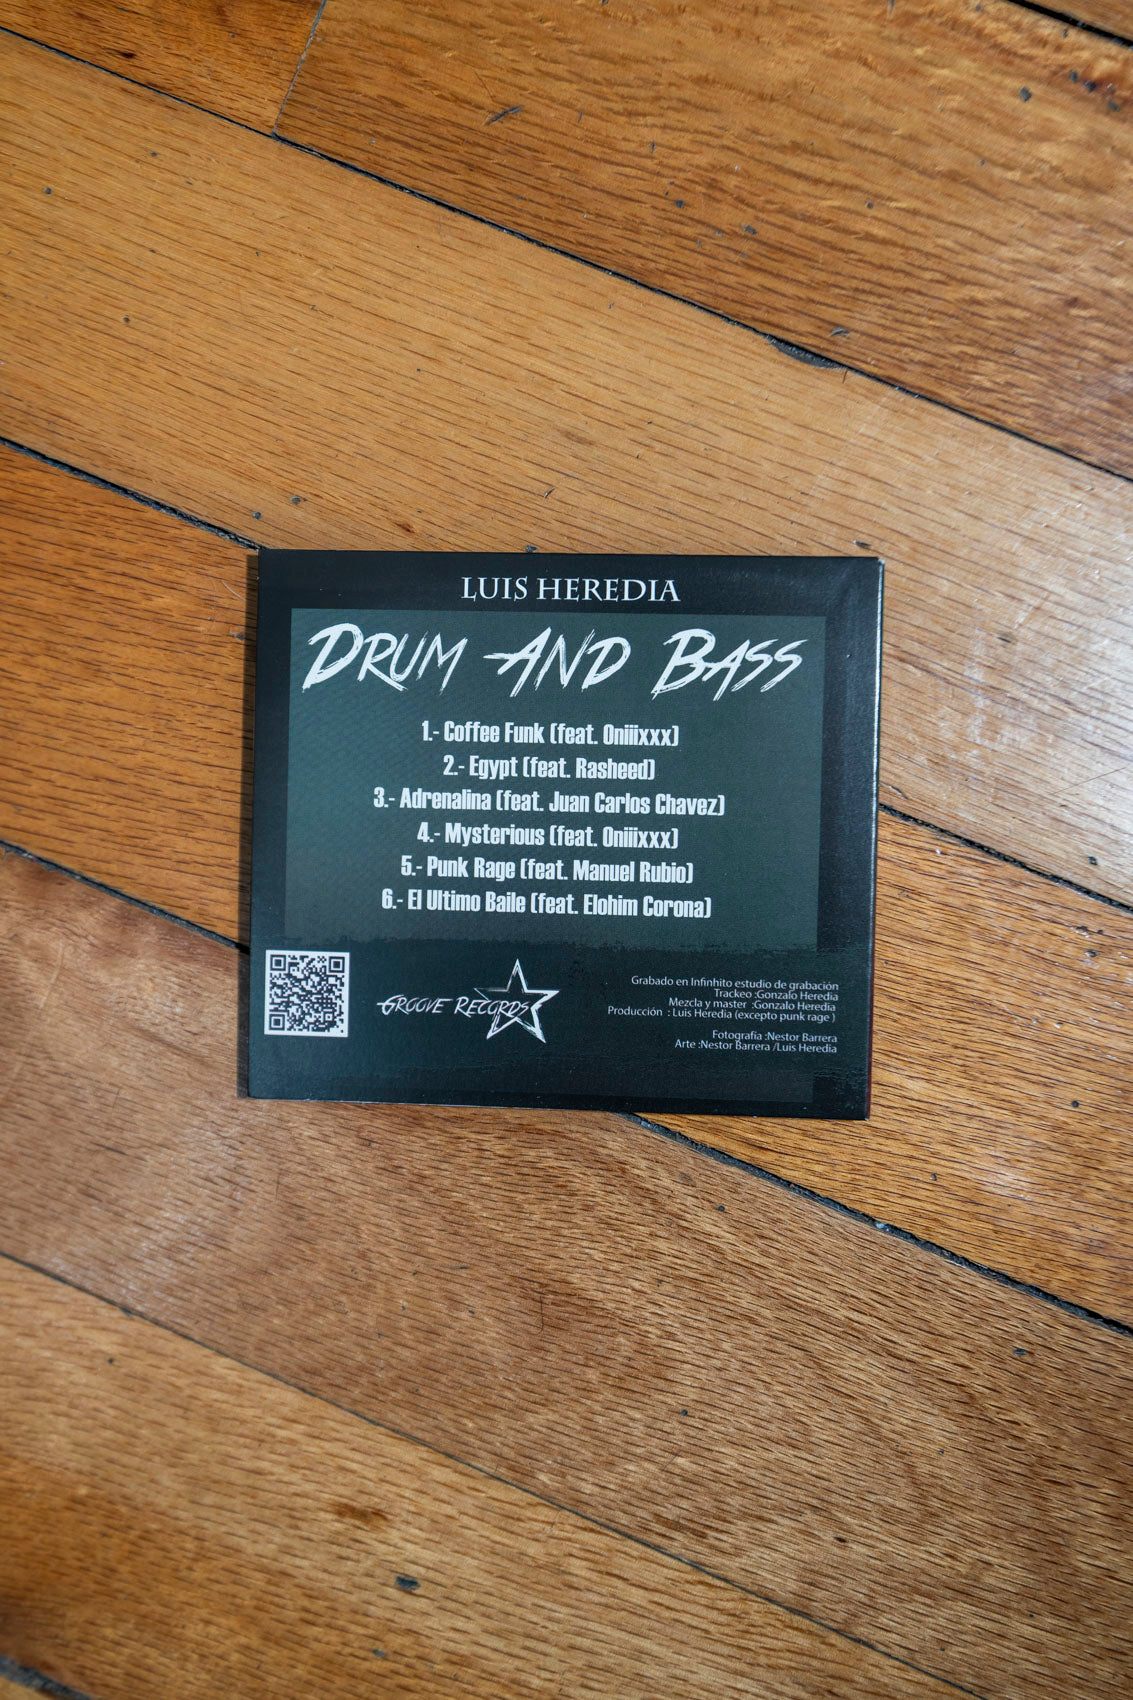 LUIS HEREDIA
DRUM AND BASS
1.- Coffee Funk (feat. Oniiixxx)
2.- Egypt (feat. Rasheed)
3.- Adrenalina (feat. Juan Carlos Chavez)
4.- Mysterious (feat. Oniiixxx)
5.- Punk Rage (feat. Manuel Rubio)
6.- El Ultimo Baile (feat. Elohim Corona)
GROOVE RECORDS
Grabado en Infinhito estudio de grabación
Trackeo :Gonzalo Heredia
Mezcla y master :Gonzalo Heredia
Producción : Luis Heredia (excepto punk rage )
Fotografia :Nestor Barrera
Arte :Nestor Barrera /Luis Heredia